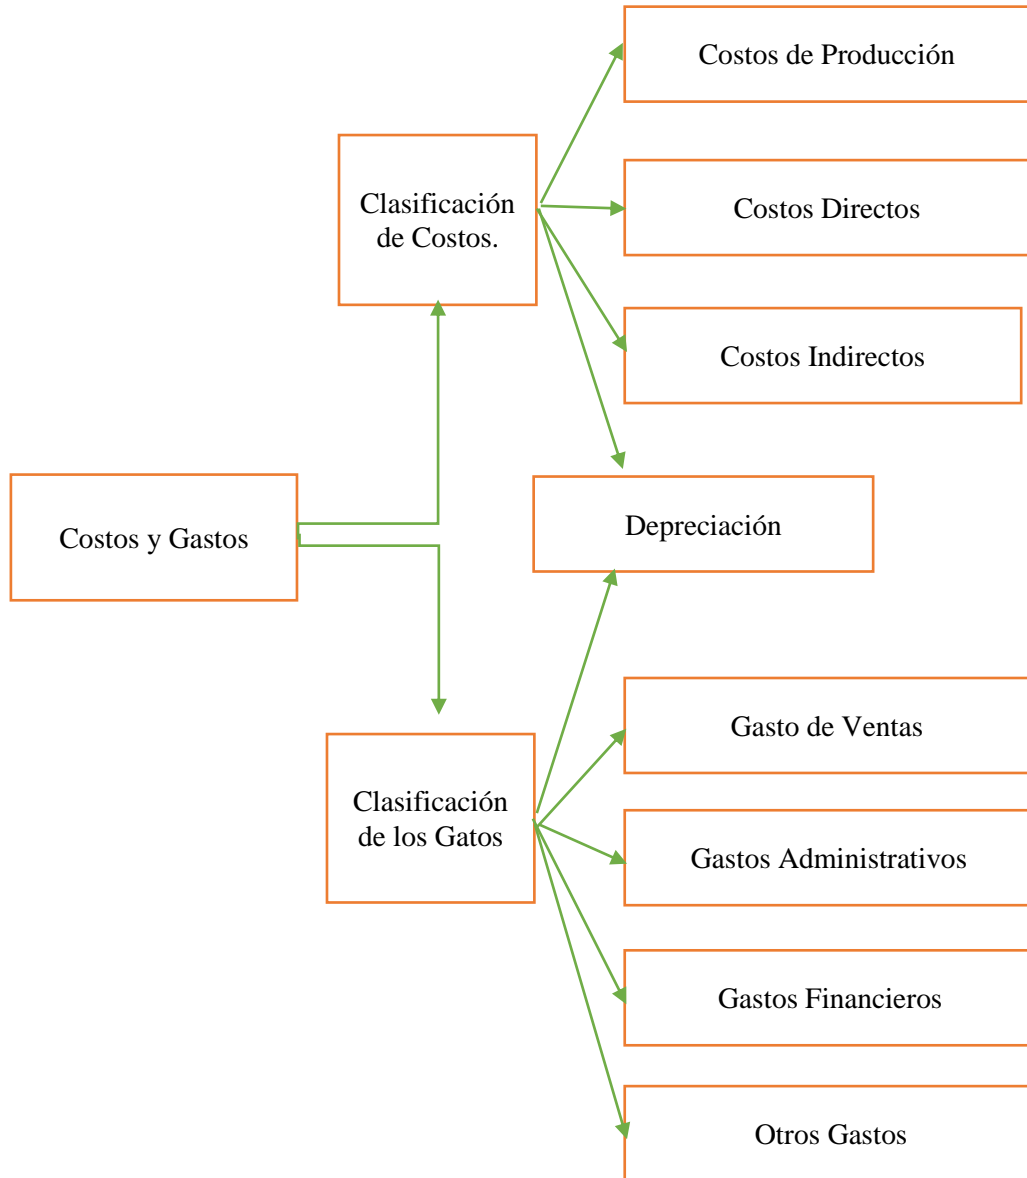 Costos de Producción
Clasificación
de Costos.
Costos Directos
Costos Indirectos
Costos y Gastos
Depreciación
Gasto de Ventas
Clasificación
de los Gatos
Gastos Administrativos
Gastos Financieros
Otros Gastos